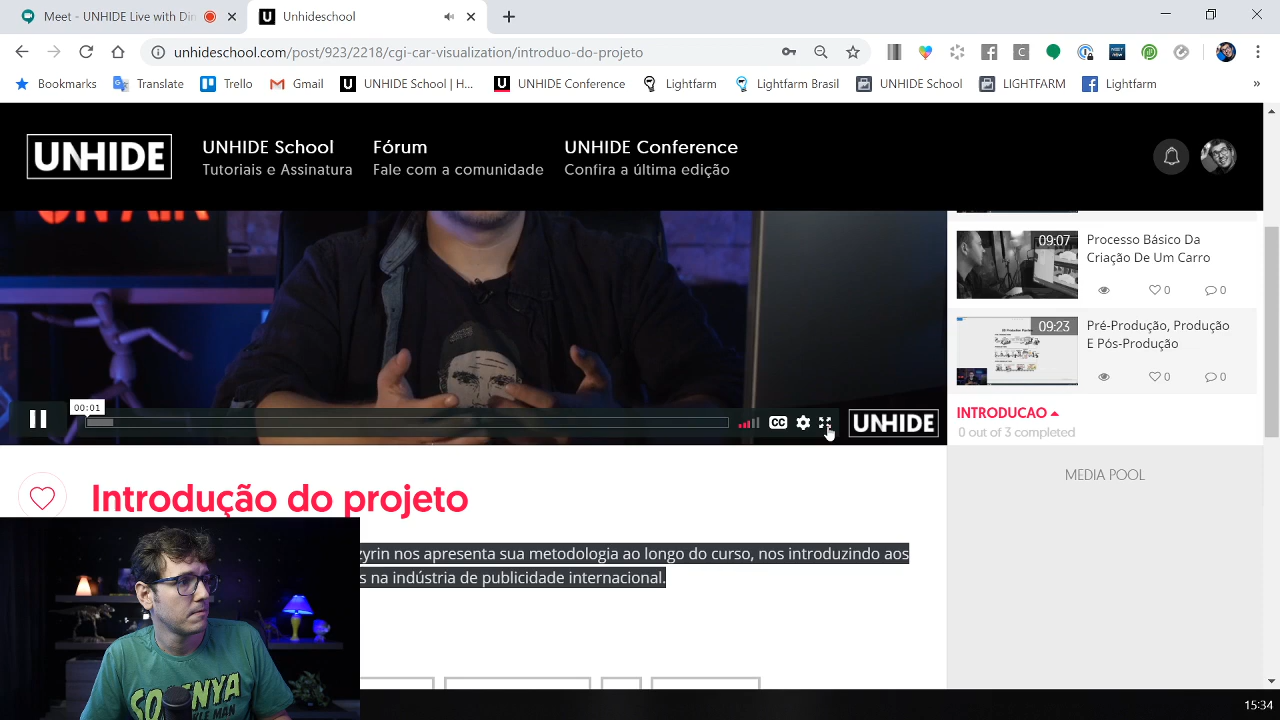 Meet - UNHIDE Live with Din
Unhideschool
unhideschool.com/post/923/2218/cgi-car-visualization/introduo-do-projeto
Bookmarks
Translate
Trello
Gmail
UNHIDE School | H...
UNHIDE Conference
Lightfarm
Lightfarm Brasil
UNHIDE School
LIGHTFARM
Lightfarm
»
UNHIDE
UNHIDE School
Tutoriais e Assinatura
Fórum
Fale com a comunidade
UNHIDE Conference
Confira a última edição
ON AIR
09:07
Processo Básico Da
Criação De Um Carro
0
0
09:23
Pré-Produção, Produção
E Pós-Produção
0
0
INTRODUCAO
0 out of 3 completed
00:01
CC
UNHIDE
MEDIA POOL
Introdução do projeto
zyrin nos apresenta sua metodologia ao longo do curso, nos introduzindo aos
s na indústria de publicidade internacional.
15:34